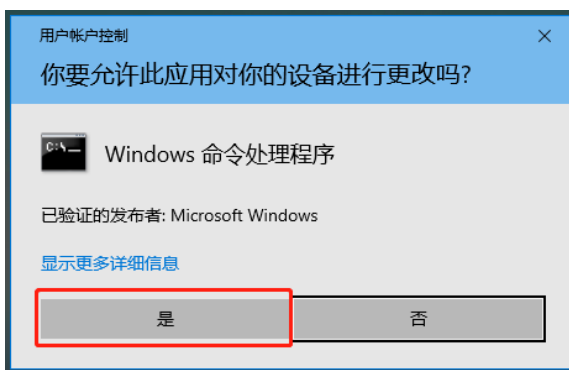 用户帐户控制
你要允许此应用对你的设备进行更改吗?
C:\_
Windows 命令处理程序
已验证的发布者: Microsoft Windows
显示更多详细信息
是
否